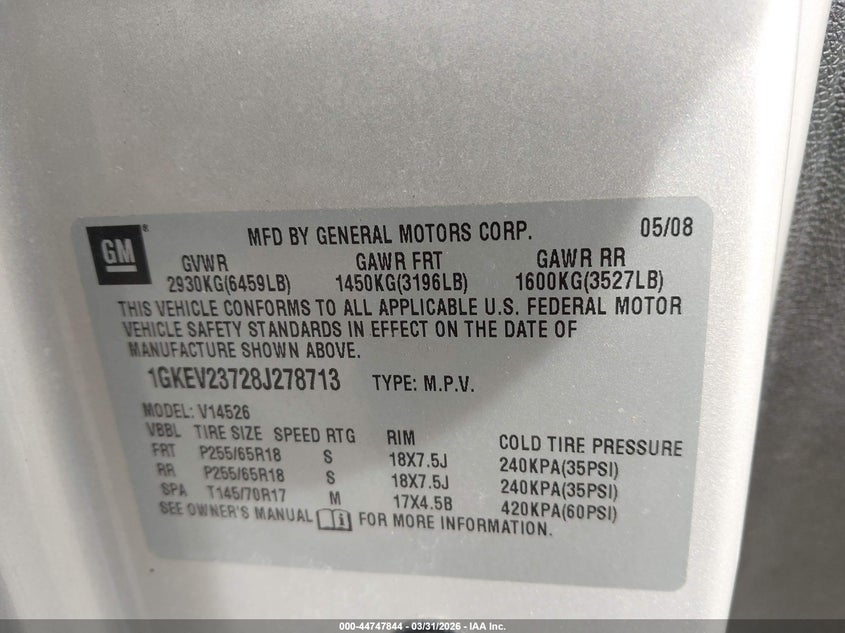 GM ®
MFD BY GENERAL MOTORS CORP. 05/08
GVWR GAWR FRT GAWR RR
2930KG(6459LB) 1450KG(3196LB) 1600KG(3527LB)
THIS VEHICLE CONFORMS TO ALL APPLICABLE U.S. FEDERAL MOTOR
VEHICLE SAFETY STANDARDS IN EFFECT ON THE DATE OF
MANUFACTURE SHOWN ABOVE.
1GKEV23728J278713 TYPE: M.P.V.
MODEL: V14526
VBBL TIRE SIZE SPEED RTG RIM COLD TIRE PRESSURE
FRT P255/65R18 S 18X7.5J 240KPA(35PSI)
RR P255/65R18 S 18X7.5J 240KPA(35PSI)
SPA T145/70R17 M 17X4.5B 420KPA(60PSI)
SEE OWNER'S MANUAL i FOR MORE INFORMATION.
000-44747844 - 03/31/2026 - IAA Inc.